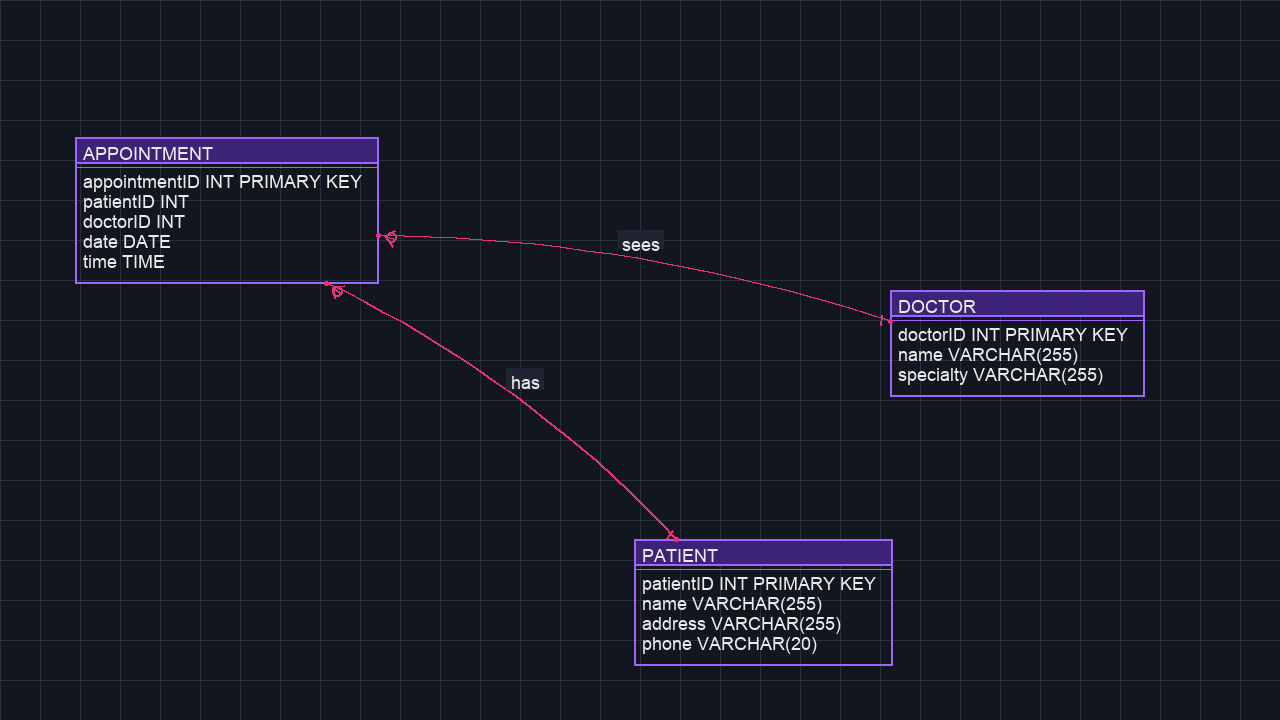 APPOINTMENT
appointmentID INT PRIMARY KEY
patientID INT
doctorID INT
date DATE
time TIME
sees
DOCTOR
doctorID INT PRIMARY KEY
name VARCHAR(255)
specialty VARCHAR(255)
has
PATIENT
patientID INT PRIMARY KEY
name VARCHAR(255)
address VARCHAR(255)
phone VARCHAR(20)